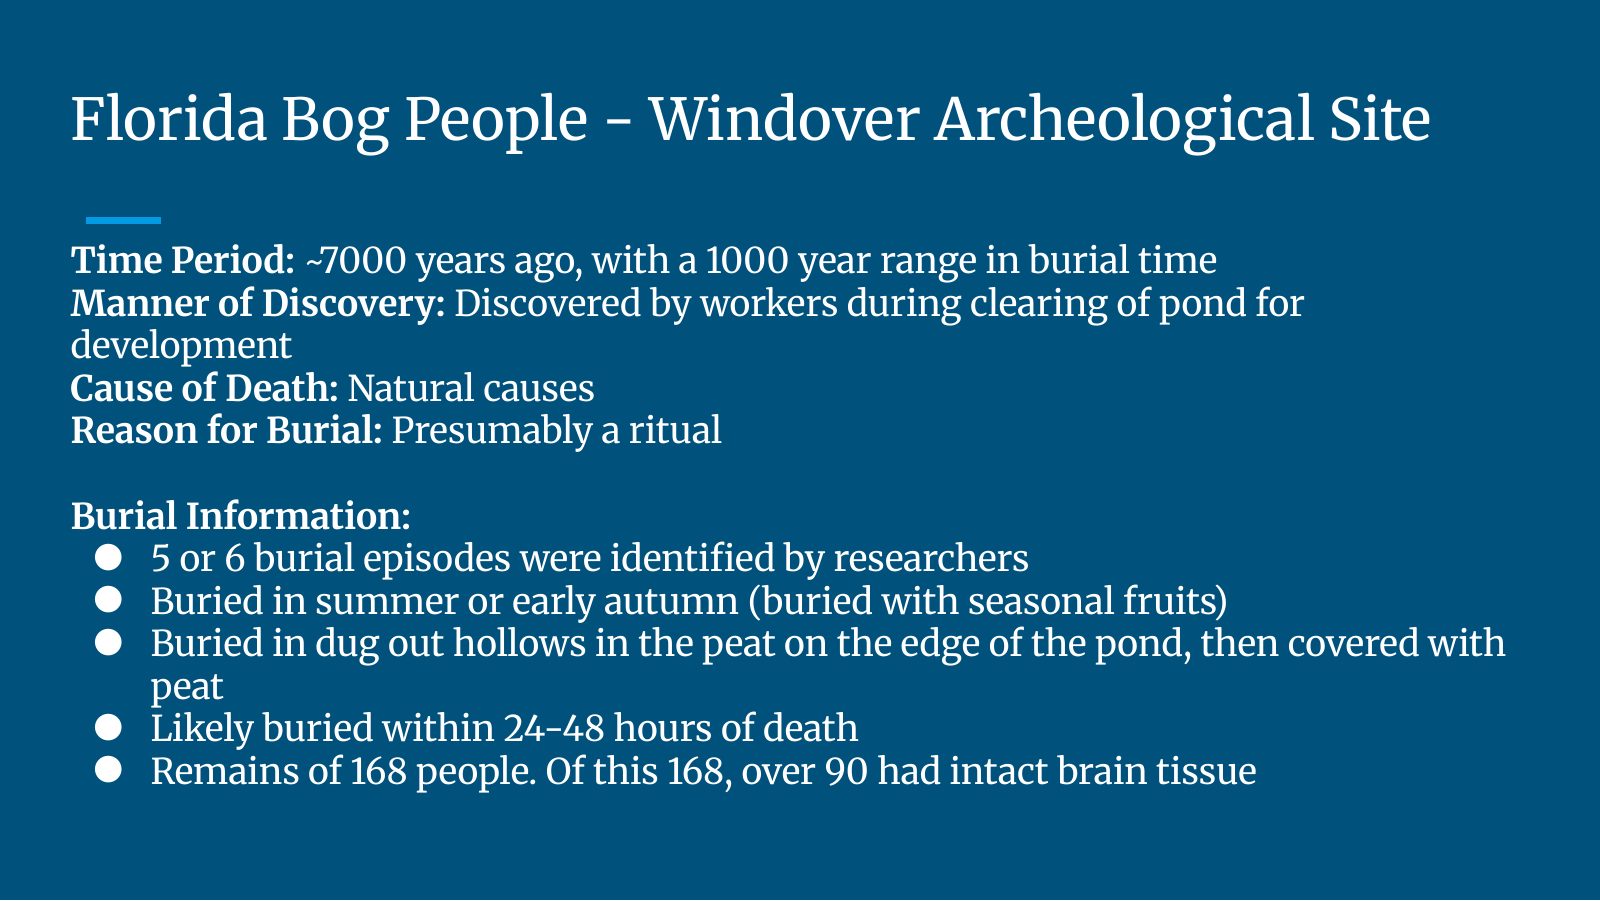 Florida Bog People - Windover Archeological Site
Time Period: ~7000 years ago, with a 1000 year range in burial time
Manner of Discovery: Discovered by workers during clearing of pond for
development
Cause of Death: Natural causes
Reason for Burial: Presumably a ritual
Burial Information:
● 5 or 6 burial episodes were identified by researchers
● Buried in summer or early autumn (buried with seasonal fruits)
● Buried in dug out hollows in the peat on the edge of the pond, then covered with
peat
● Likely buried within 24-48 hours of death
● Remains of 168 people. Of this 168, over 90 had intact brain tissue